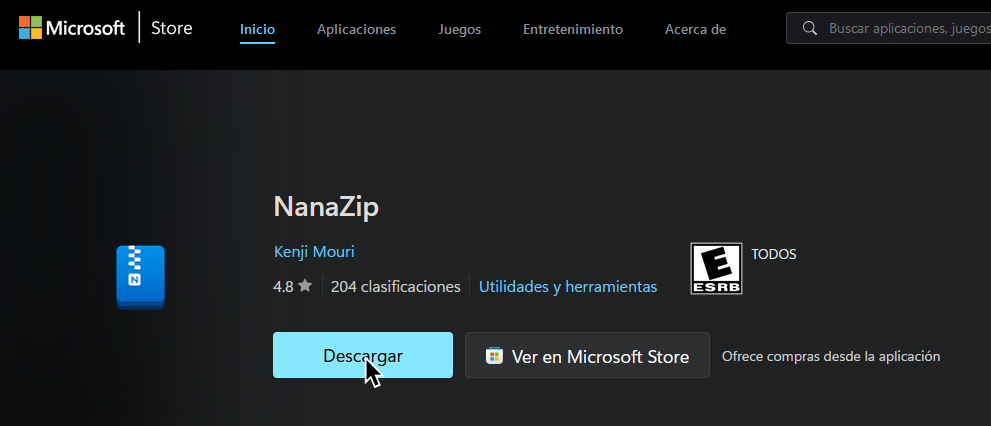 Microsoft Store Inicio Aplicaciones Juegos Entretenimiento Acerca de Buscar aplicaciones, juegos
NanaZip
Kenji Mouri
N
E
TODOS
ESRB
4.8 204 clasificaciones Utilidades y herramientas
Descargar Ver en Microsoft Store Ofrece compras desde la aplicación